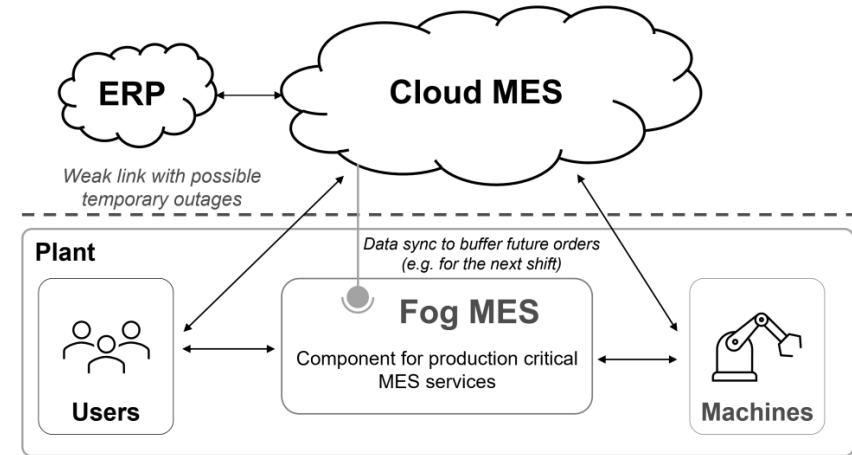 ERP
Cloud MES
Weak link with possible
temporary outages
Plant
Data sync to buffer future orders
(e.g. for the next shift)
Fog MES
Component for production critical
MES services
Users
Machines